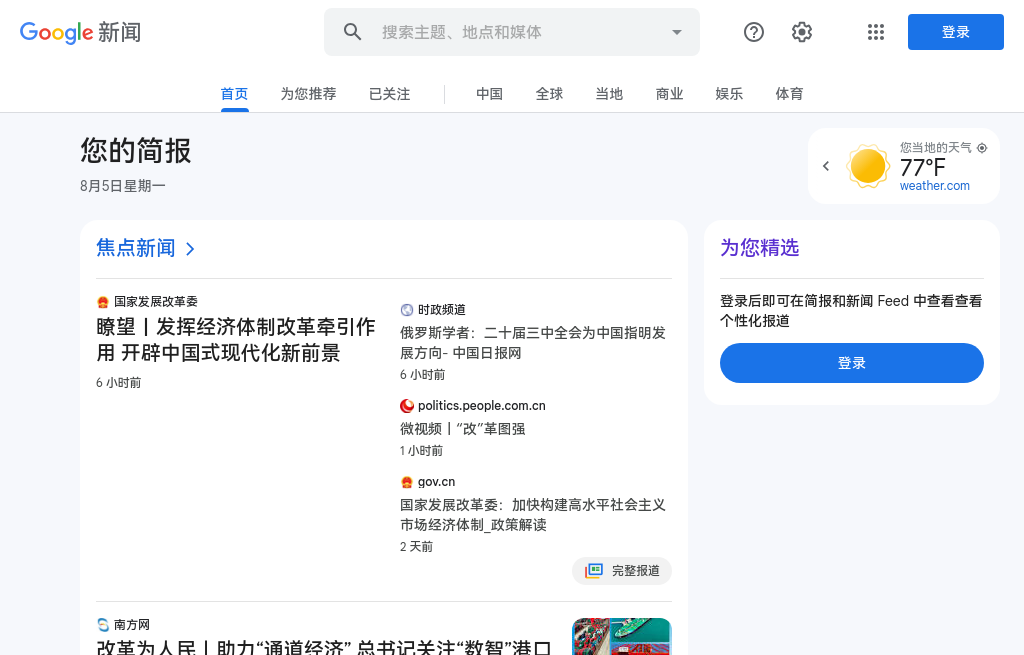 Google 新闻
搜索主题、地点和媒体
登录
首页
为您推荐
已关注
中国
全球
当地
商业
娱乐
体育
您的简报
8月5日星期一
您当地的天气
77°F
weather.com
焦点新闻
国家发展改革委
瞭望丨发挥经济体制改革牵引作
用 开辟中国式现代化新前景
6 小时前
时政频道
俄罗斯学者：二十届三中全会为中国指明发
展方向- 中国日报网
6 小时前
politics.people.com.cn
微视频丨“改”革图强
1 小时前
gov.cn
国家发展改革委：加快构建高水平社会主义
市场经济体制_政策解读
2 天前
完整报道
为您精选
登录后即可在简报和新闻 Feed 中查看查看
个性化报道
登录
南方网
改革为人民丨助力“通道经济” 总书记关注“数智”港口